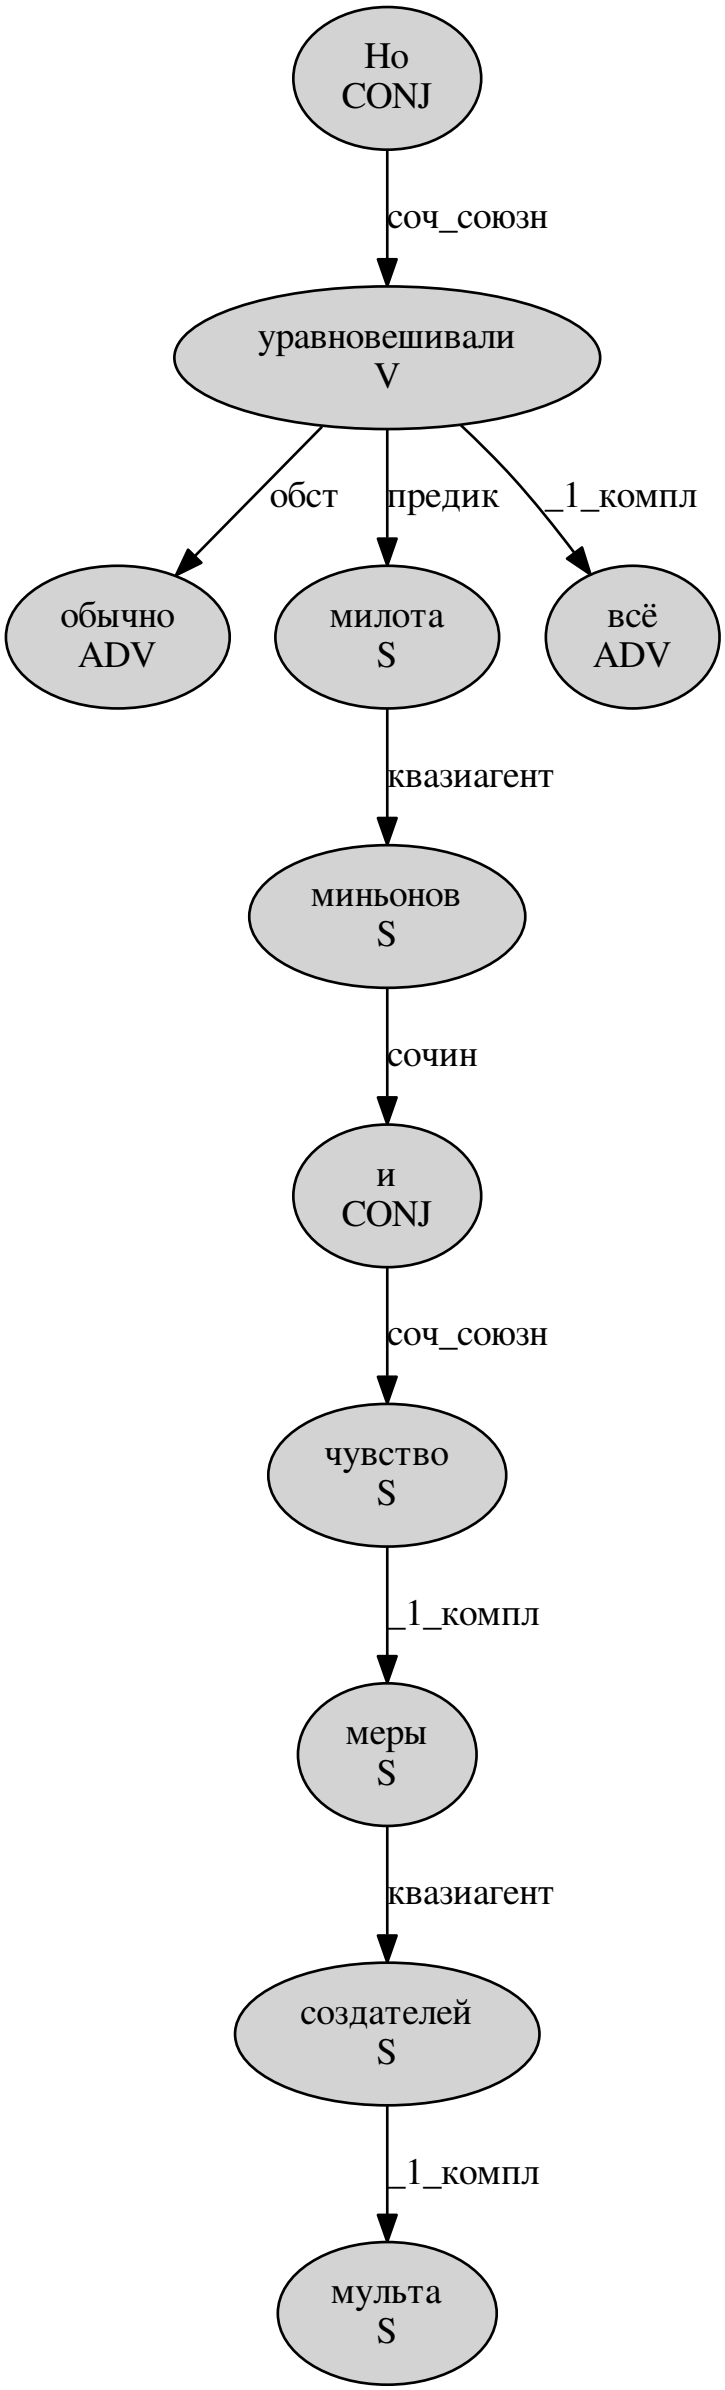 Но
CONJ
соч_союзн
уравновешивали
V
обст
предик
_1_компл
обычно
ADV
милота
S
всё
ADV
квазиагент
миньонов
S
сочин
и
CONJ
соч_союзн
чувство
S
_1_компл
меры
S
квазиагент
создателей
S
_1_компл
мульта
S